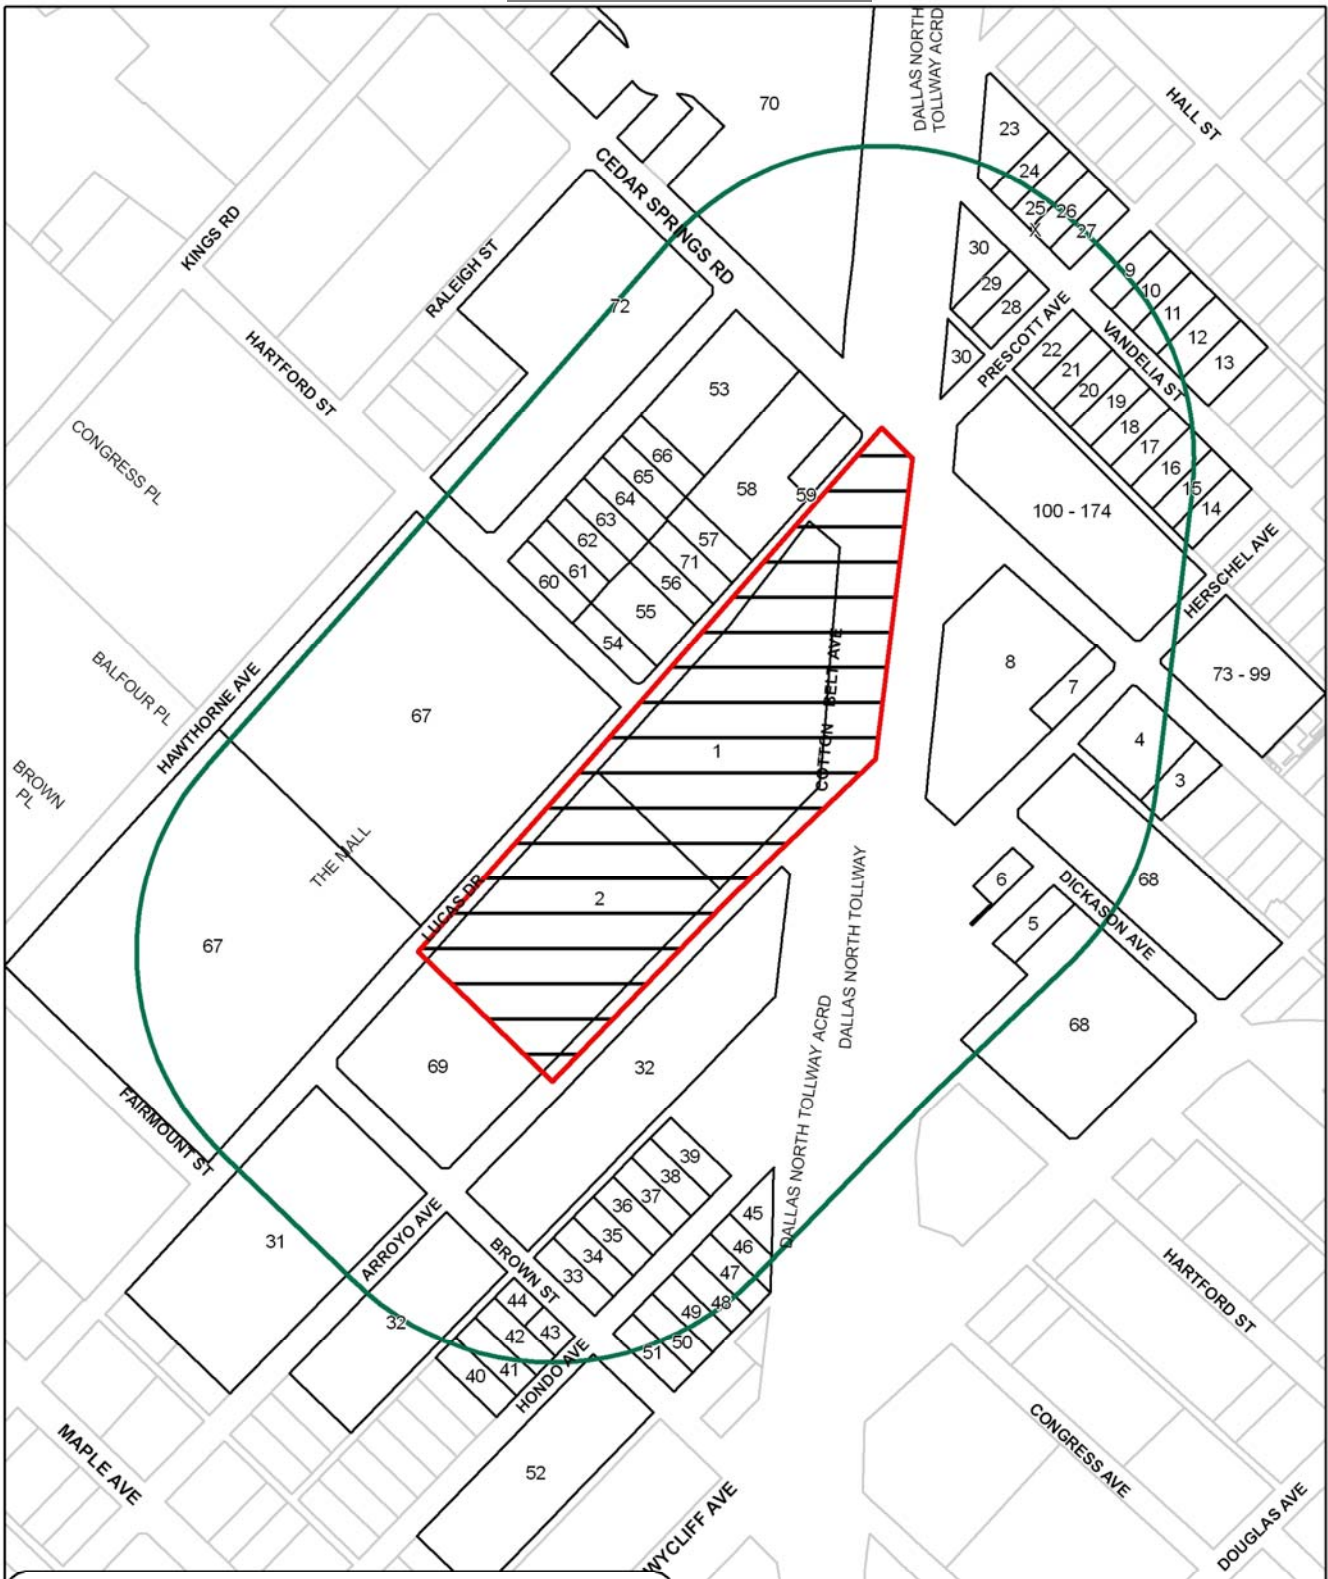 DALLAS NORTH
TOLLWAY ACRD
70
HALL ST
23
24
25
26
27
X
CEDAR SPRINGS RD
KINGS RD
RALEIGH ST
30
29
28
9
10
11
12
13
72
PRESCOTT AVE
VANDELIA ST
HARTFORD ST
30
22
21
20
19
18
17
16
15
14
53
66
65
64
63
62
61
60
58
59
57
71
56
55
54
100 - 174
CONGRESS PL
HERSCHEL AVE
BALFOUR PL
HAWTHORNE AVE
67
COTTON BELT AVE
8
7
73 - 99
4
3
1
BROWN
PL
THE MALL
LUCAS DR
2
67
DALLAS NORTH TOLLWAY
6
5
DICKASON AVE
68
68
69
32
DALLAS NORTH TOLLWAY ACRD
FAIRMOUNT ST
39
38
37
36
35
34
33
31
ARROYO AVE
BROWN ST
45
46
47
48
49
50
51
32
44
42
43
41
40
HONDO AVE
HARTFORD ST
MAPLE AVE
52
CONGRESS AVE
WYCLIFF AVE
DOUGLAS AVE